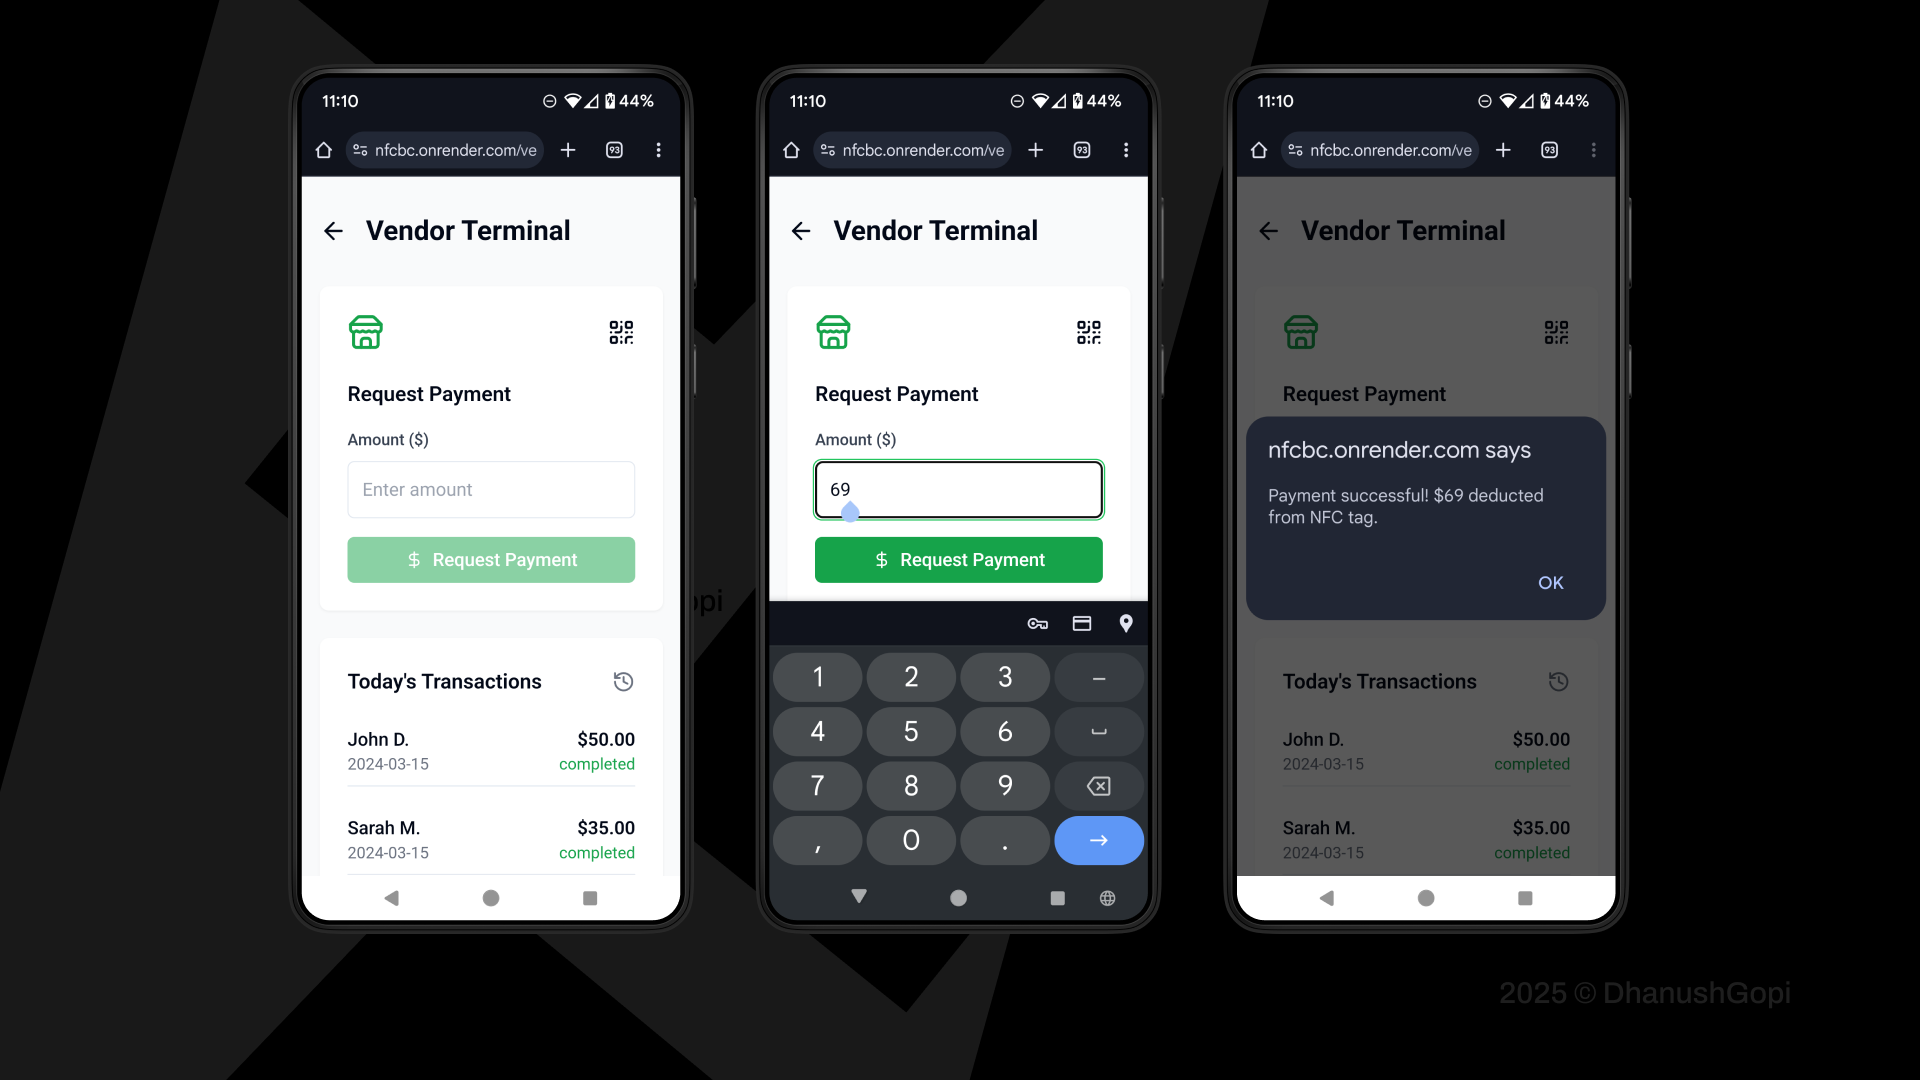 11:10
44%
nfcbc.onrender.com/ve
93
Vendor Terminal
Request Payment
Amount ($)
Enter amount
$ Request Payment
Today's Transactions
John D.
$50.00
2024-03-15
completed
Sarah M.
$35.00
2024-03-15
completed
opi
11:10
44%
nfcbc.onrender.com/ve
93
Vendor Terminal
Request Payment
Amount ($)
69
$ Request Payment
1 2 3 –
4 5 6
7 8 9
, 0 .
11:10
44%
nfcbc.onrender.com/ve
93
Vendor Terminal
Request Payment
nfcbc.onrender.com says
Payment successful! $69 deducted
from NFC tag.
OK
Today's Transactions
John D.
$50.00
2024-03-15
completed
Sarah M.
$35.00
2024-03-15
completed
2025 © DhanushGopi